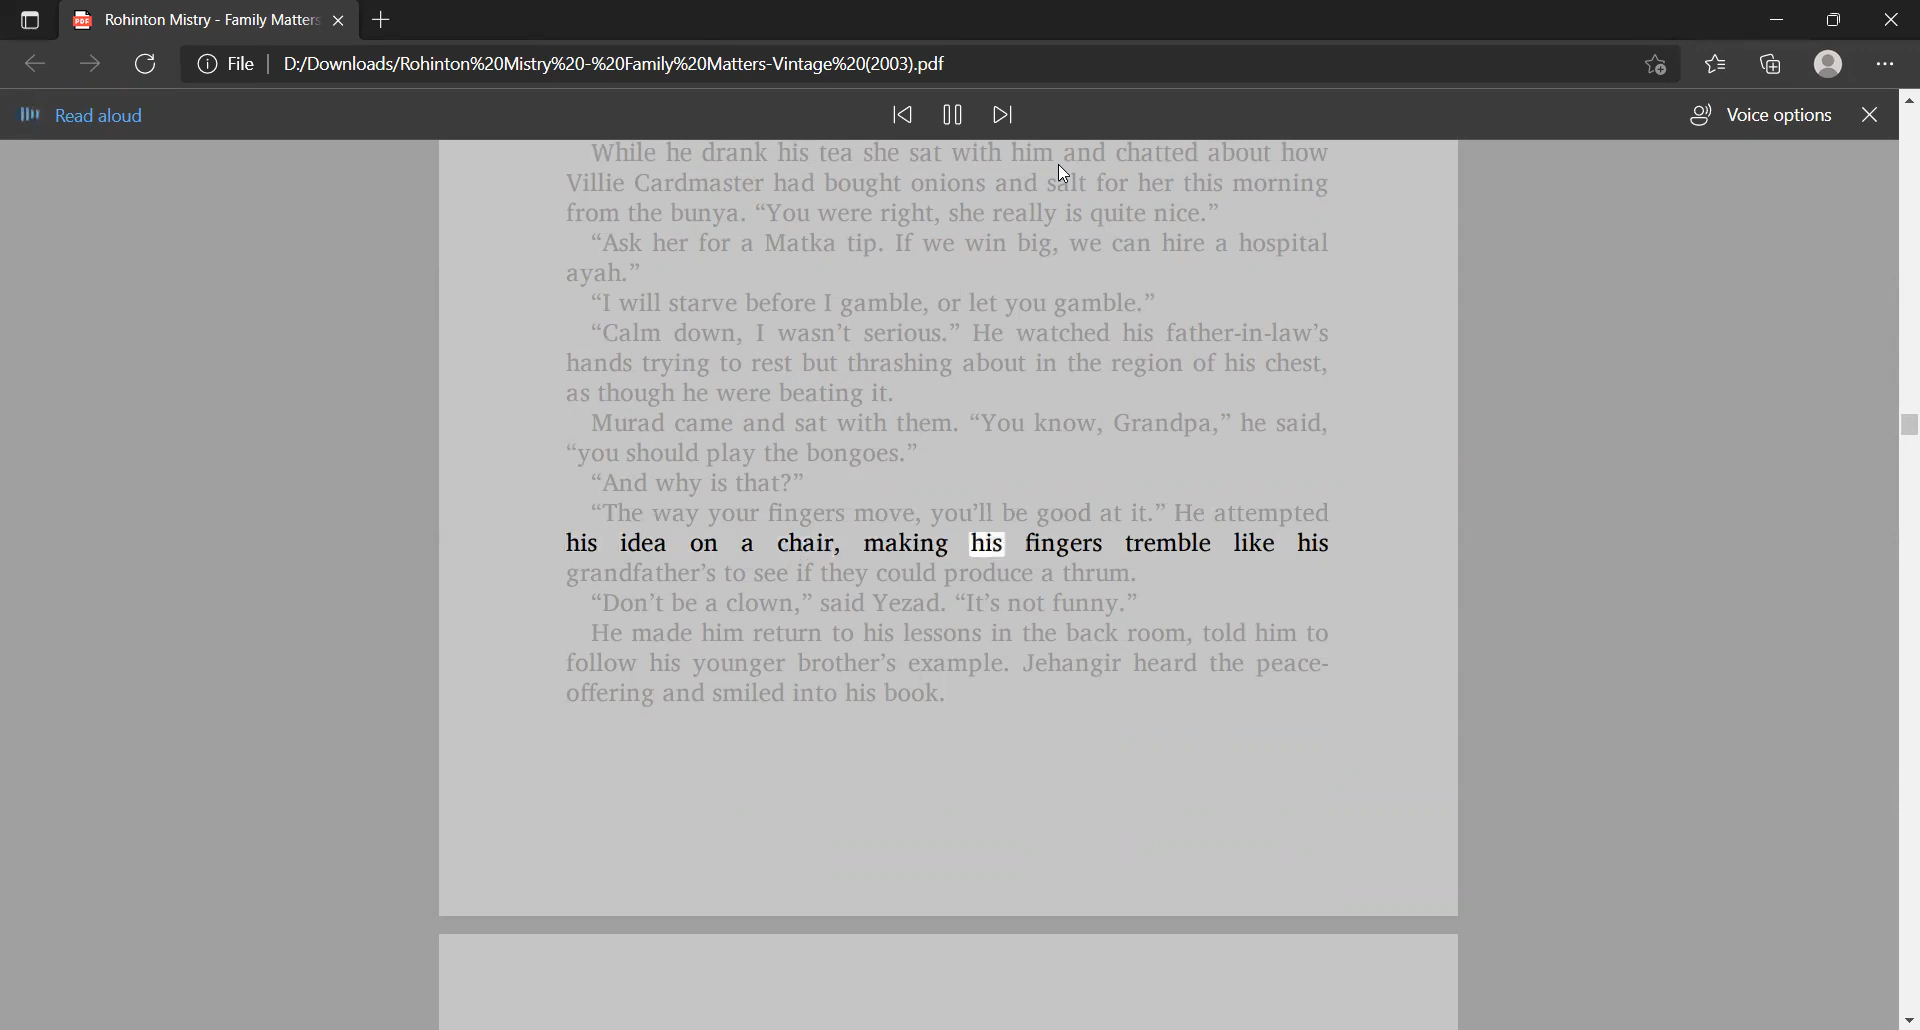 Rohinton Mistry - Family Matters
File
D:/Downloads/Rohinton%20Mistry%20-%20Family%20Matters-Vintage%20(2003).pdf
Read aloud
Voice options
While he drank his tea she sat with him and chatted about how
Villie Cardmaster had bought onions and salt for her this morning
from the bunya. “You were right, she really is quite nice.”
“Ask her for a Matka tip. If we win big, we can hire a hospital
ayah.”
“I will starve before I gamble, or let you gamble.”
“Calm down, I wasn’t serious.” He watched his father-in-law’s
hands trying to rest but thrashing about in the region of his chest,
as though he were beating it.
Murad came and sat with them. “You know, Grandpa,” he said,
“you should play the bongoes.”
“And why is that?”
“The way your fingers move, you’ll be good at it.” He attempted
his idea on a chair, making his fingers tremble like his
grandfather’s to see if they could produce a thrum.
“Don’t be a clown,” said Yezad. “It’s not funny.”
He made him return to his lessons in the back room, told him to
follow his younger brother’s example. Jehangir heard the peace-
offering and smiled into his book.